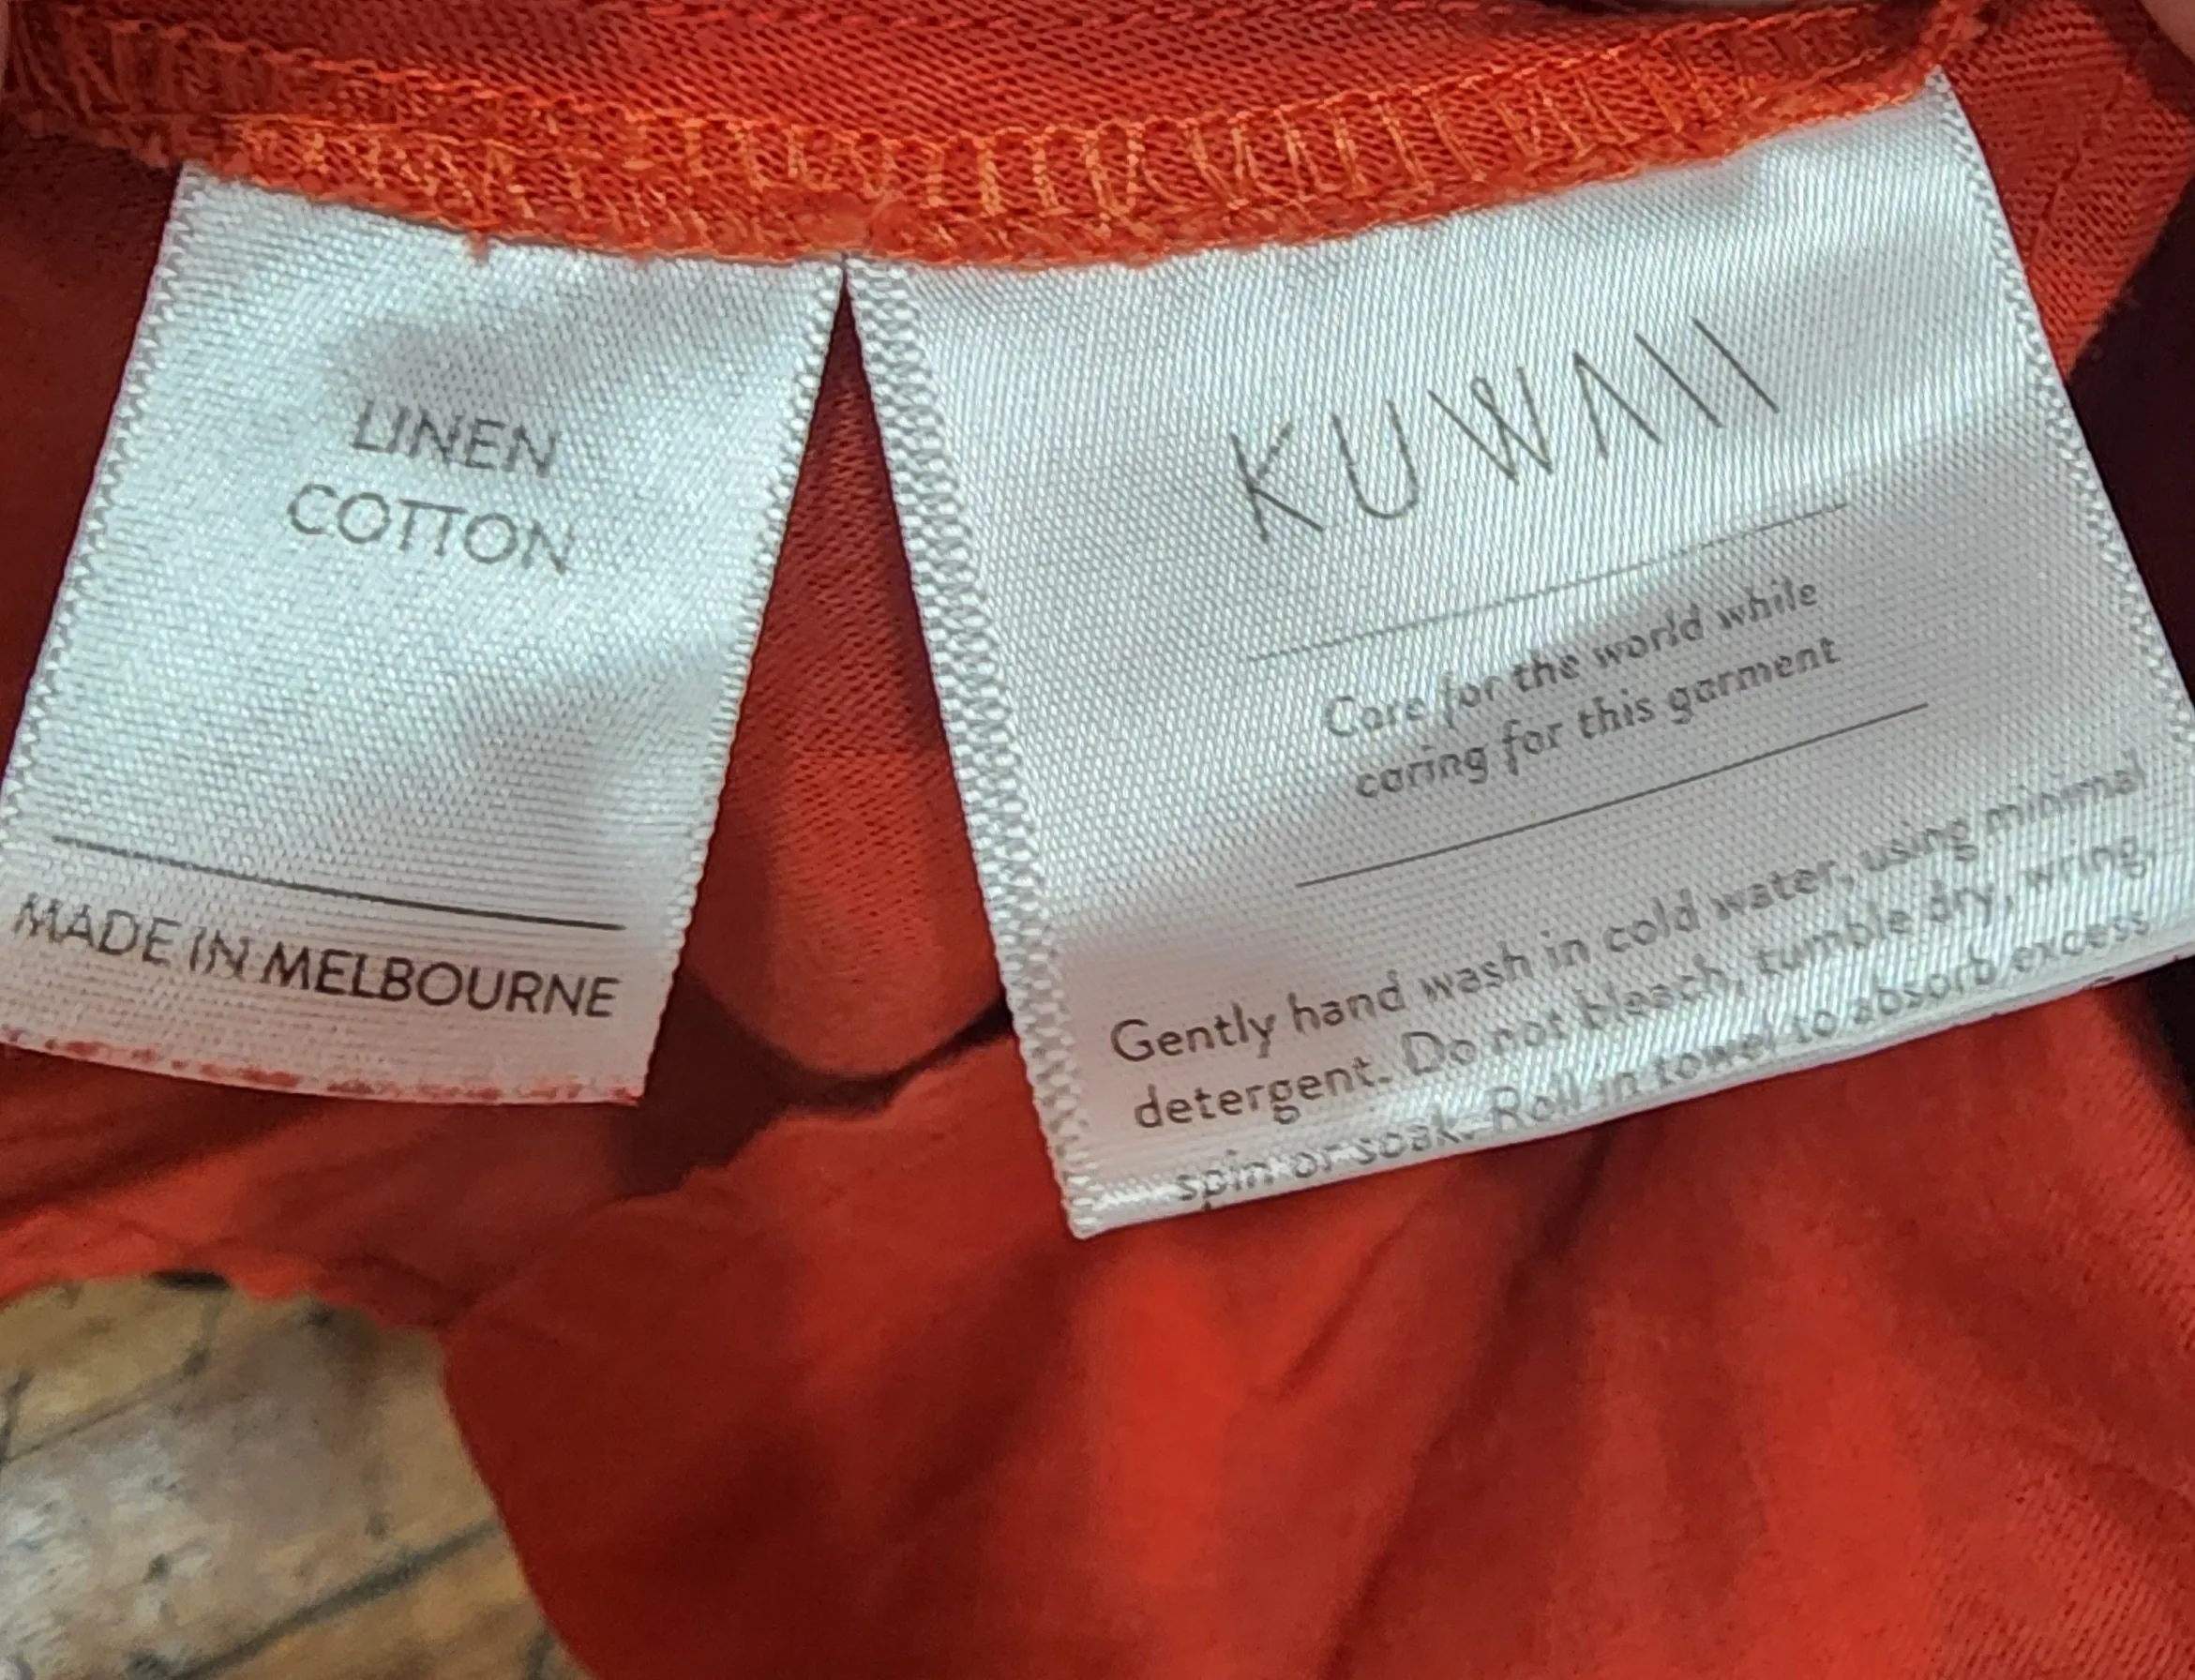 LINEN
COTTON
MADE IN MELBOURNE
KUWAII
Care for the world while
caring for this garment
Gently hand wash in cold water, using minimal
detergent. Do not bleach, tumble dry, wring,
spin or soak. Roll in towel to absorb excess